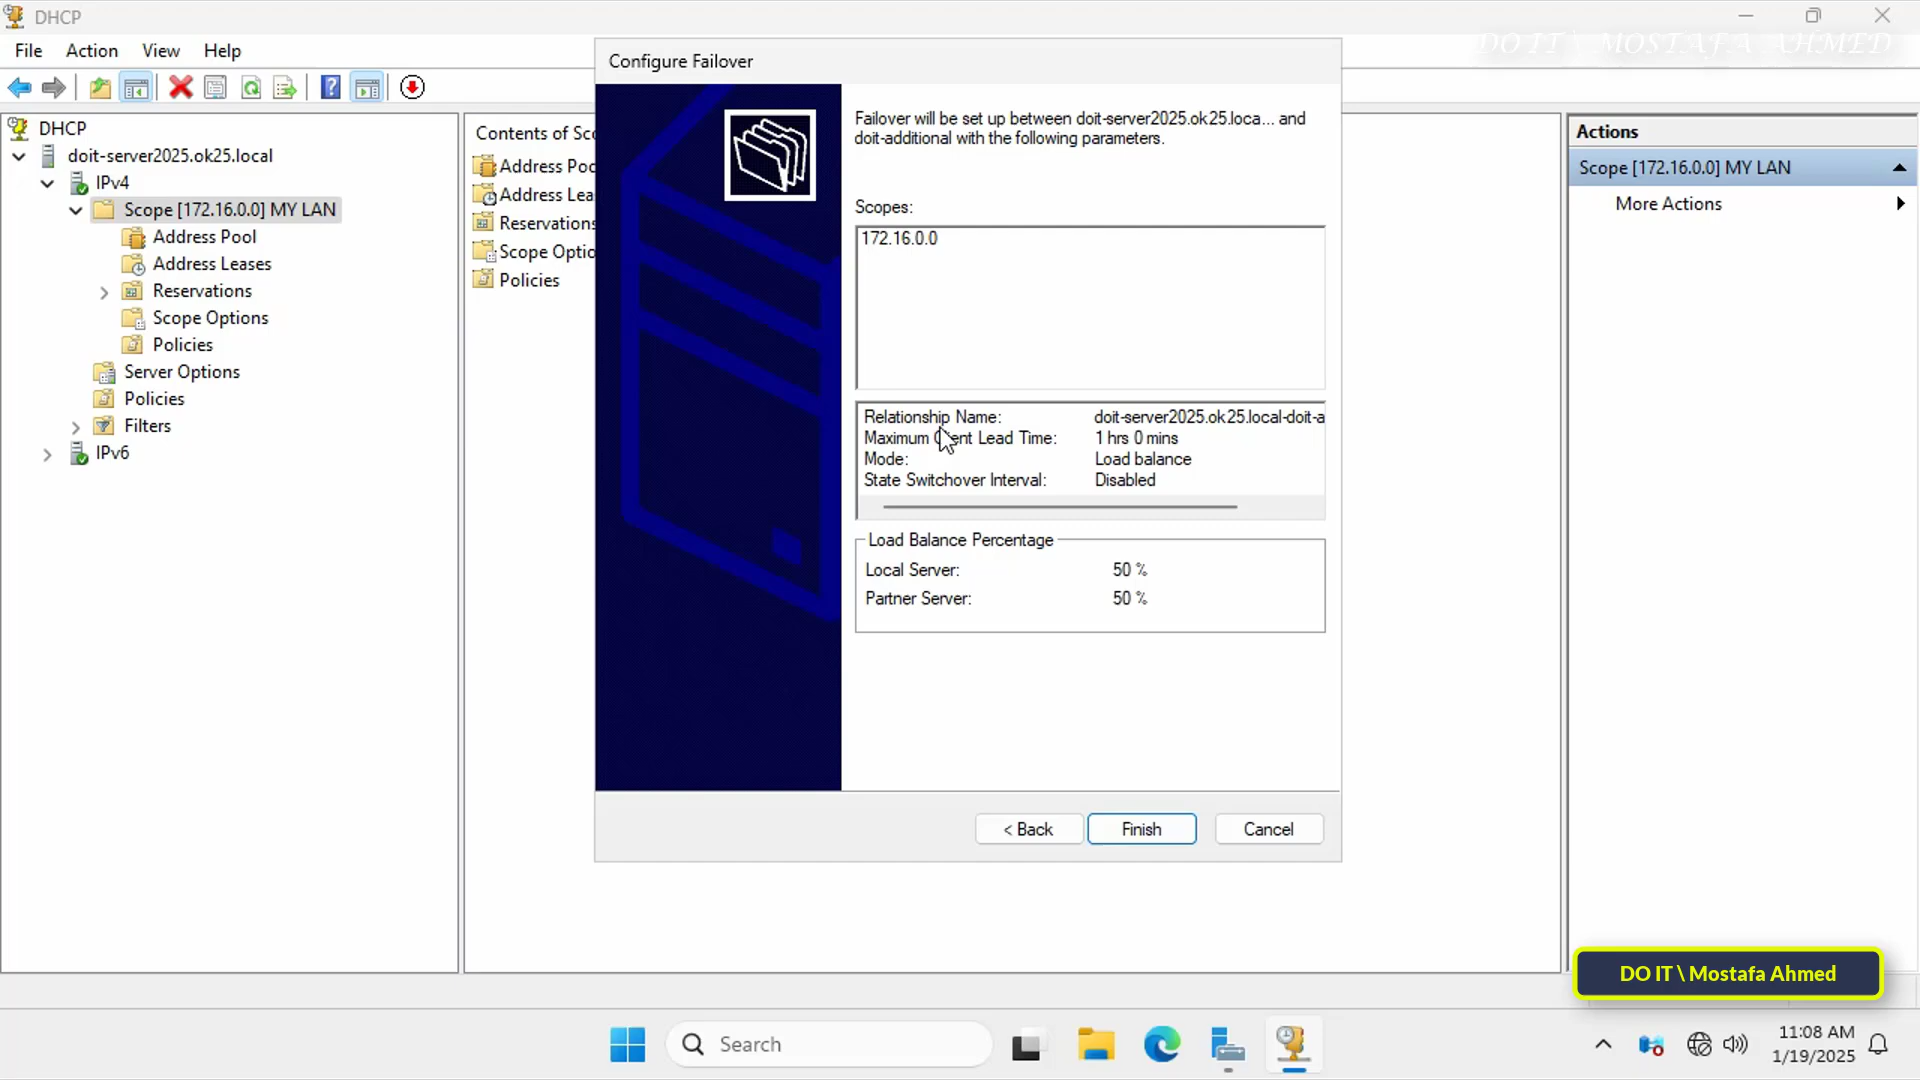 DHCP
DO IT \ MOSTAFA AHMED
File Action View Help
Configure Failover
DHCP
doit-server2025.ok25.local
IPv4
Scope [172.16.0.0] MY LAN
Address Pool
Address Leases
Reservations
Scope Options
Policies
Server Options
Policies
Filters
IPv6
Contents of Sc
Address Poo
Address Lea
Reservations
Scope Optio
Policies
Failover will be set up between doit-server2025.ok25.loca... and
doit-additional with the following parameters.
Scopes:
172.16.0.0
Relationship Name: doit-server2025.ok25.local-doit-a
Maximum Client Lead Time: 1 hrs 0 mins
Mode: Load balance
State Switchover Interval: Disabled
Load Balance Percentage
Local Server: 50 %
Partner Server: 50 %
< Back Finish Cancel
Actions
Scope [172.16.0.0] MY LAN
More Actions
DO IT \ Mostafa Ahmed
Search
11:08 AM
1/19/2025